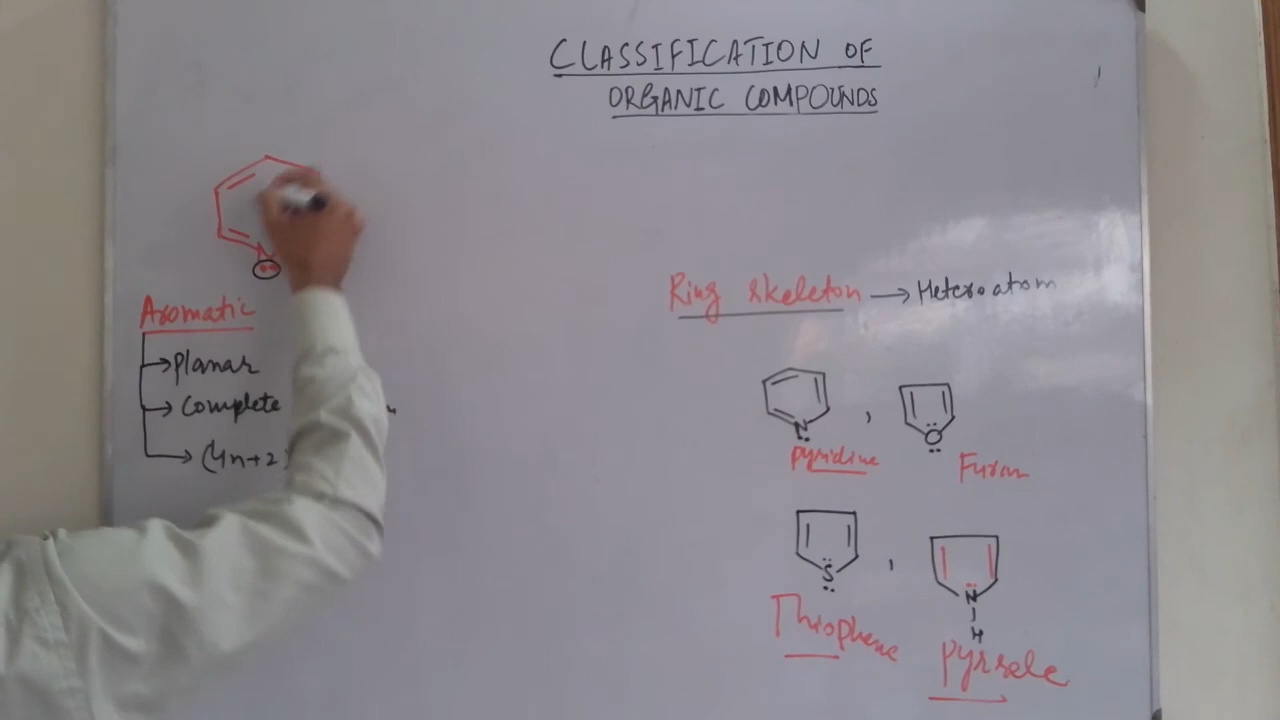 CLASSIFICATION OF
ORGANIC COMPOUNDS
Aromatic
→ Planar
→ Complete
→ (4n+2)
Ring skeleton → Heteroatom
N
,
O
Pyridine
Furan
S
,
N
H
Thiophene
Pyrrole